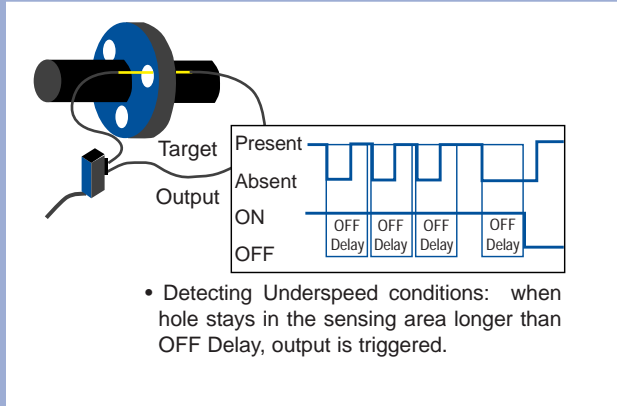 Target
Output
Present
Absent
ON
OFF
OFF OFF OFF OFF
Delay Delay Delay Delay
• Detecting Underspeed conditions: when
hole stays in the sensing area longer than
OFF Delay, output is triggered.